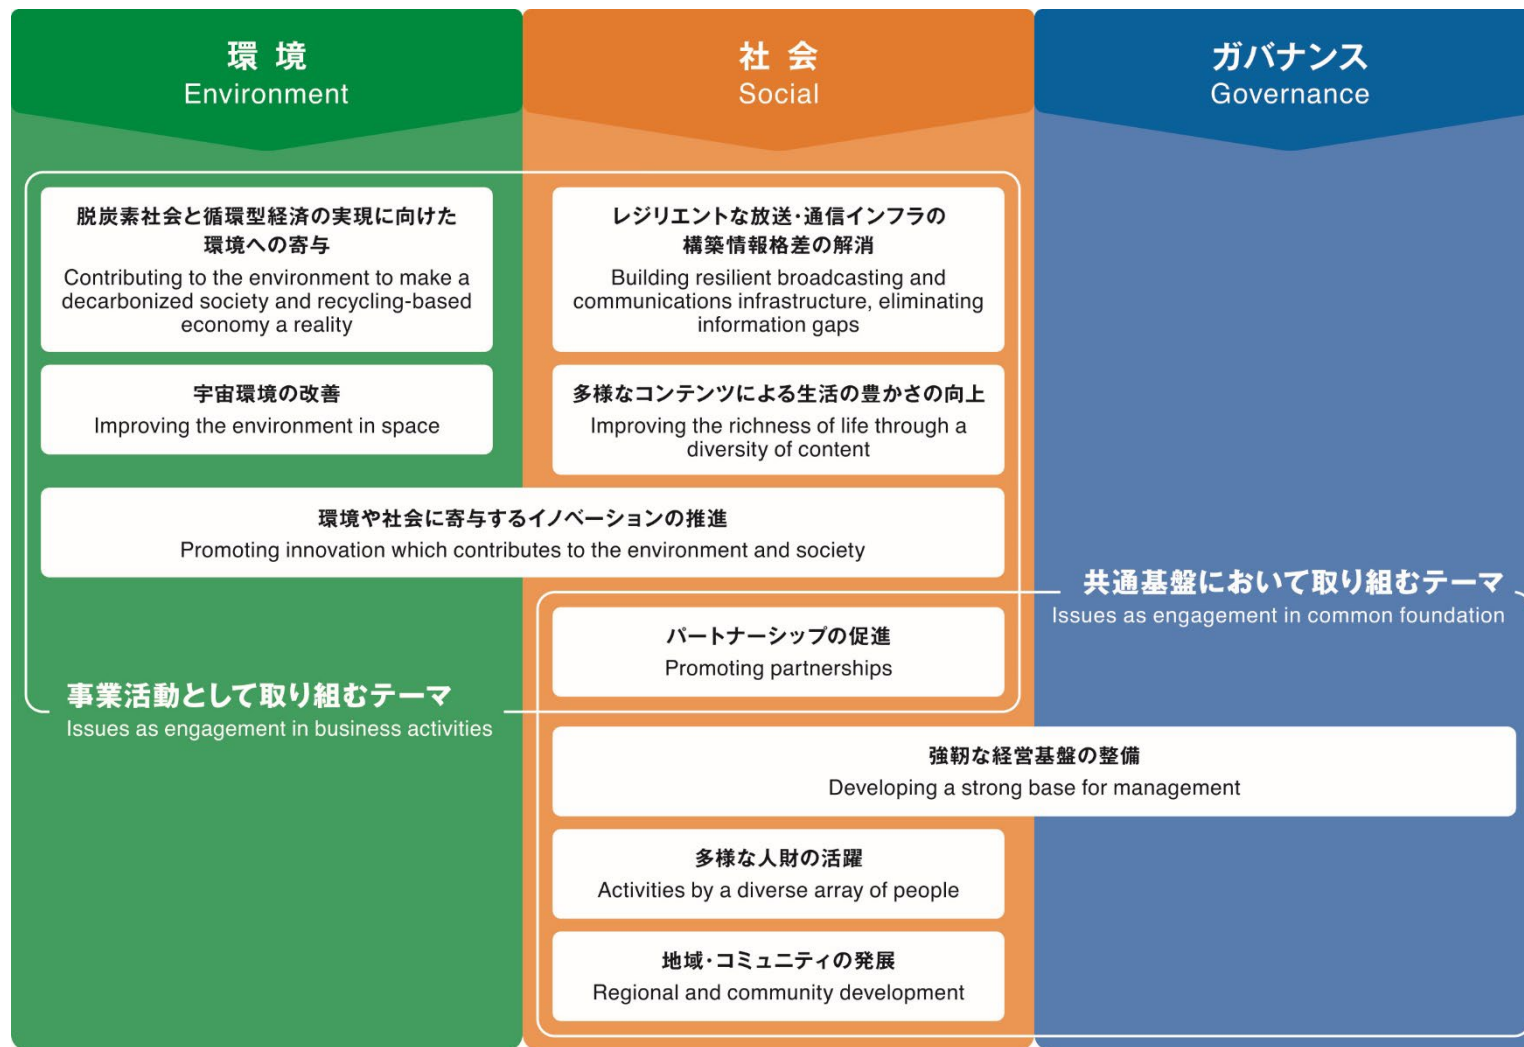 環 境
Environment
社 会
Social
ガバナンス
Governance
脱炭素社会と循環型経済の実現に向けた
環境への寄与
Contributing to the environment to make a
decarbonized society and recycling-based
economy a reality
宇宙環境の改善
Improving the environment in space
レジリエントな放送・通信インフラの
構築情報格差の解消
Building resilient broadcasting and
communications infrastructure, eliminating
information gaps
多様なコンテンツによる生活の豊かさの向上
Improving the richness of life through a
diversity of content
環境や社会に寄与するイノベーションの推進
Promoting innovation which contributes to the environment and society
共通基盤において取り組むテーマ
Issues as engagement in common foundation
パートナーシップの促進
Promoting partnerships
事業活動として取り組むテーマ
Issues as engagement in business activities
強靭な経営基盤の整備
Developing a strong base for management
多様な人財の活躍
Activities by a diverse array of people
地域・コミュニティの発展
Regional and community development